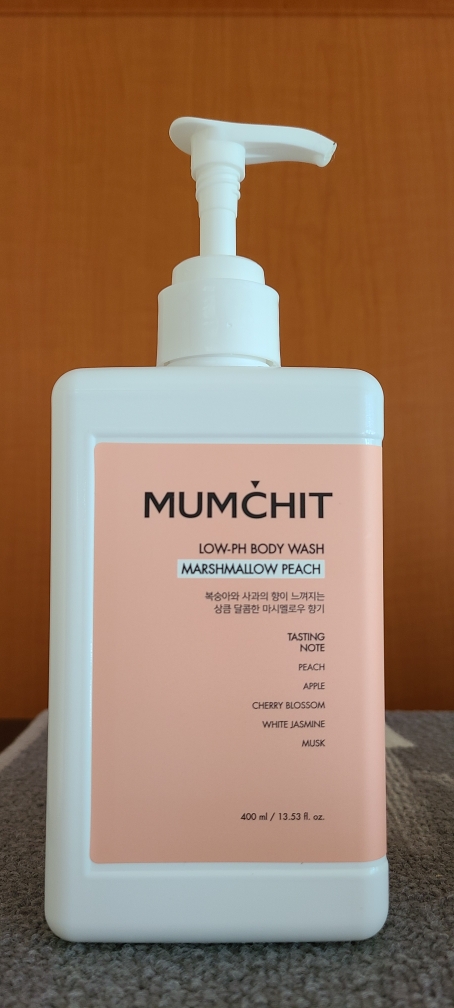 MUMCHIT
LOW-PH BODY WASH
MARSHMALLOW PEACH
복숭아와 사과의 향이 느껴지는
상큼 달콤한 마시멜로우 향기
TASTING
NOTE
PEACH
APPLE
CHERRY BLOSSOM
WHITE JASMINE
MUSK
400 ml / 13.53 fl. oz.